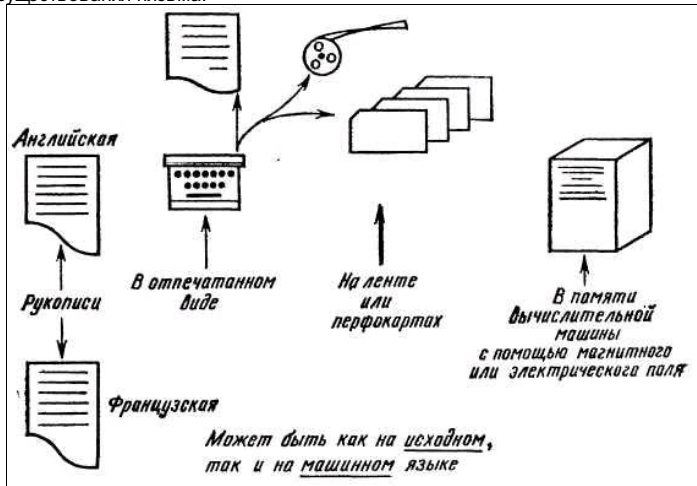 Английская
Рукописи
Французская
В отпечатанном
виде
На ленте
или
перфокартах
В памяти
вычислительной
машины
с помощью магнитного
или электрического поля
Может быть как на исходном,
так и на машинном языке